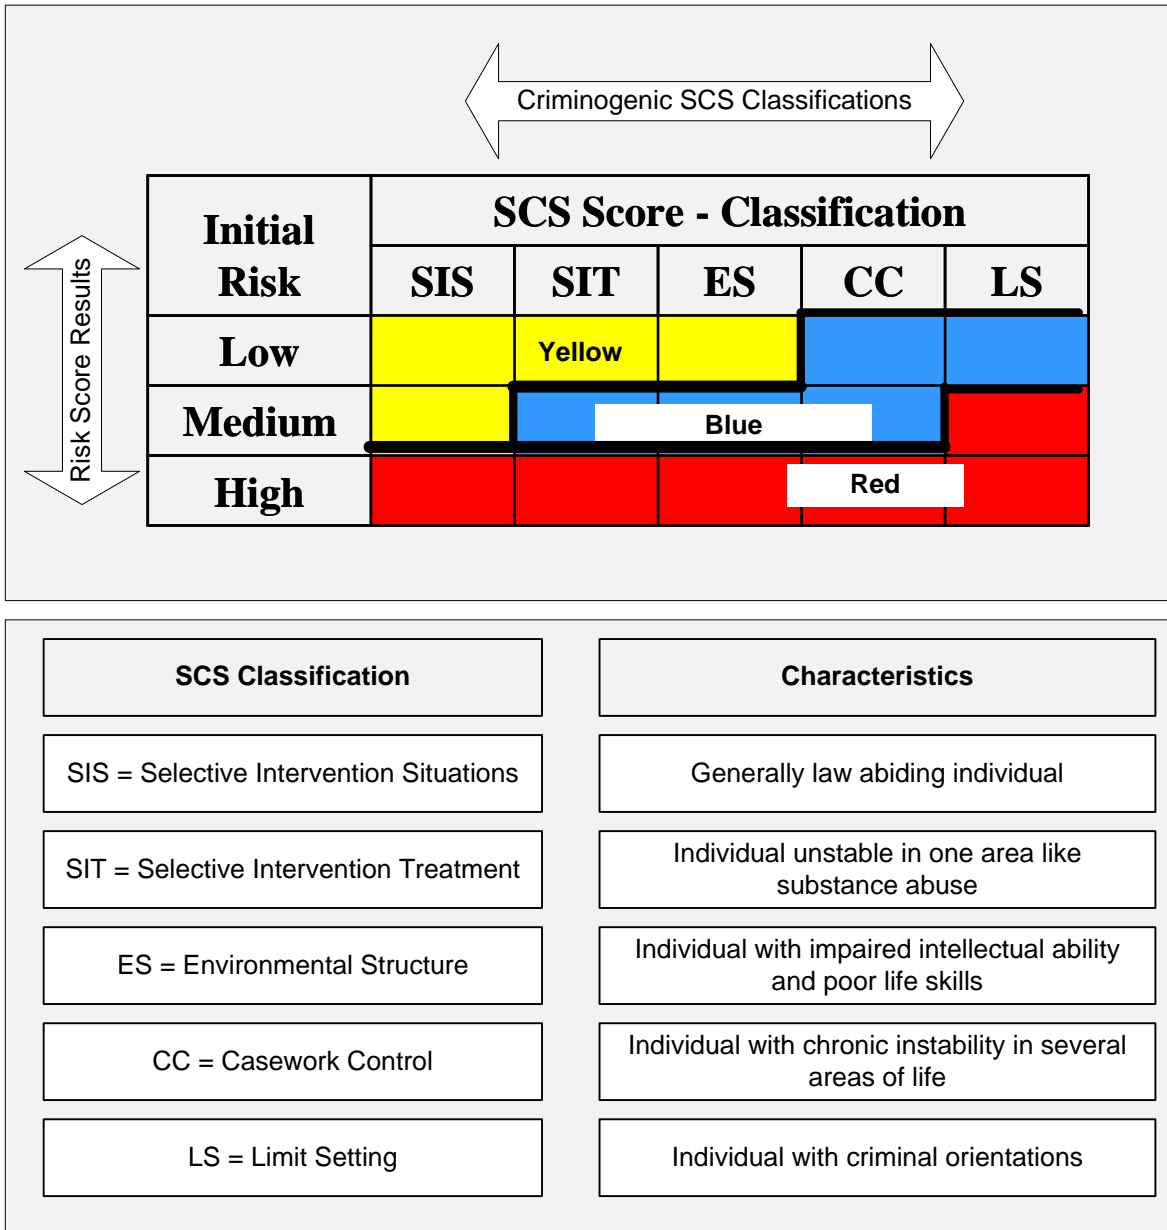 Criminogenic SCS Classifications
Risk Score Results
Initial
Risk
SCS Score - Classification
SIS SIT ES CC LS
Low
Yellow
Medium
Blue
High
Red
SCS Classification
Characteristics
SIS = Selective Intervention Situations
Generally law abiding individual
SIT = Selective Intervention Treatment
Individual unstable in one area like
substance abuse
ES = Environmental Structure
Individual with impaired intellectual ability
and poor life skills
CC = Casework Control
Individual with chronic instability in several
areas of life
LS = Limit Setting
Individual with criminal orientations